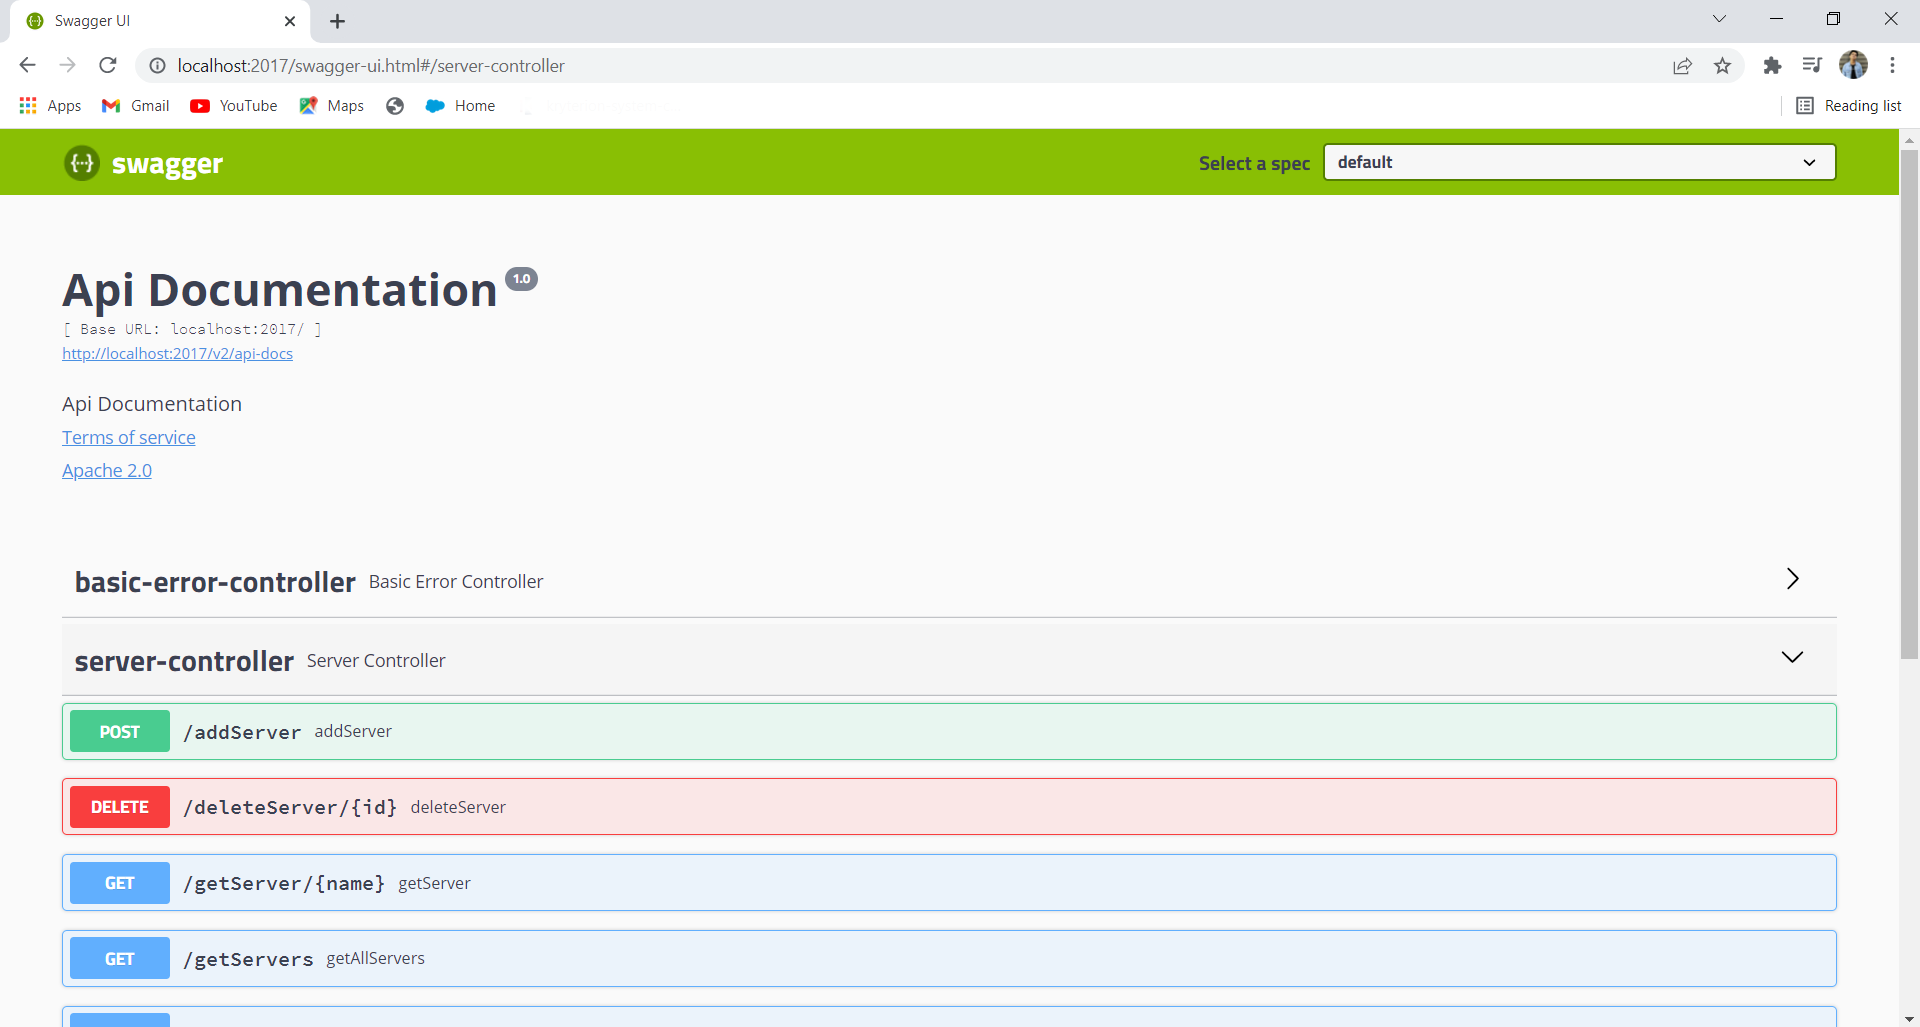 Swagger UI
localhost:2017/swagger-ui.html#/server-controller
Apps Gmail YouTube Maps Home Reading list
swagger Select a spec default
Api Documentation 1.0
[ Base URL: localhost:2017/ ]
http://localhost:2017/v2/api-docs
Api Documentation
Terms of service
Apache 2.0
basic-error-controller Basic Error Controller
server-controller Server Controller
POST /addServer addServer
DELETE /deleteServer/{id} deleteServer
GET /getServer/{name} getServer
GET /getServers getAllServers